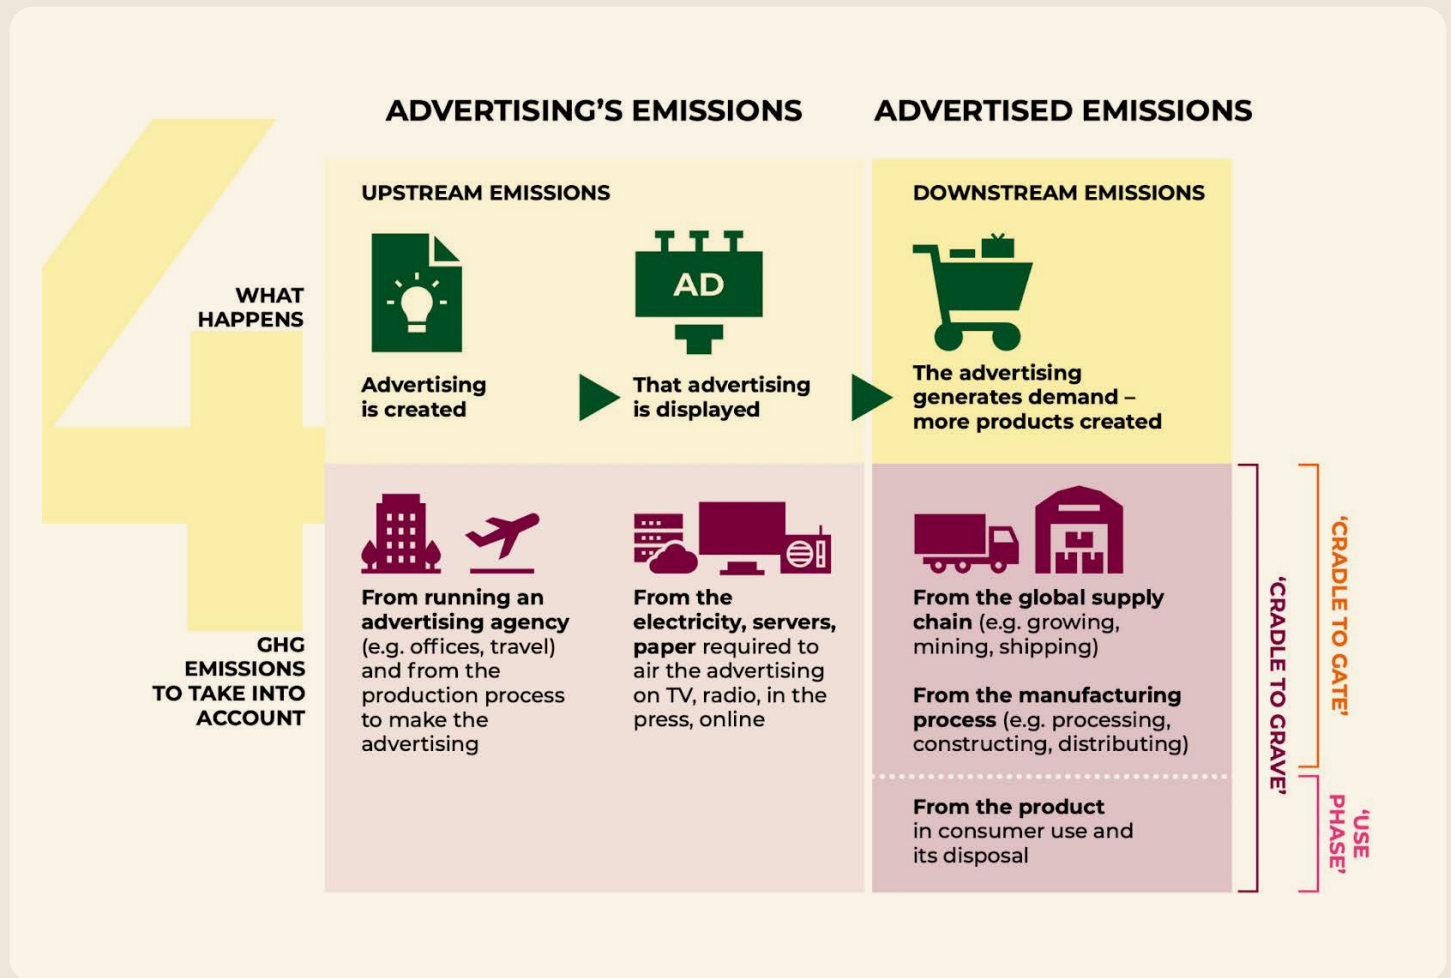 4
ADVERTISING’S EMISSIONS
ADVERTISED EMISSIONS
UPSTREAM EMISSIONS
DOWNSTREAM EMISSIONS
WHAT
HAPPENS
AD
Advertising
is created
That advertising
is displayed
The advertising
generates demand –
more products created
GHG
EMISSIONS
TO TAKE INTO
ACCOUNT
From running an
advertising agency
(e.g. offices, travel)
and from the
production process
to make the
advertising
From the
electricity, servers,
paper required to
air the advertising
on TV, radio, in the
press, online
From the global supply
chain (e.g. growing,
mining, shipping)
From the manufacturing
process (e.g. processing,
constructing, distributing)
From the product
in consumer use and
its disposal
‘CRADLE TO GRAVE’
‘CRADLE TO GATE’
‘USE
PHASE’